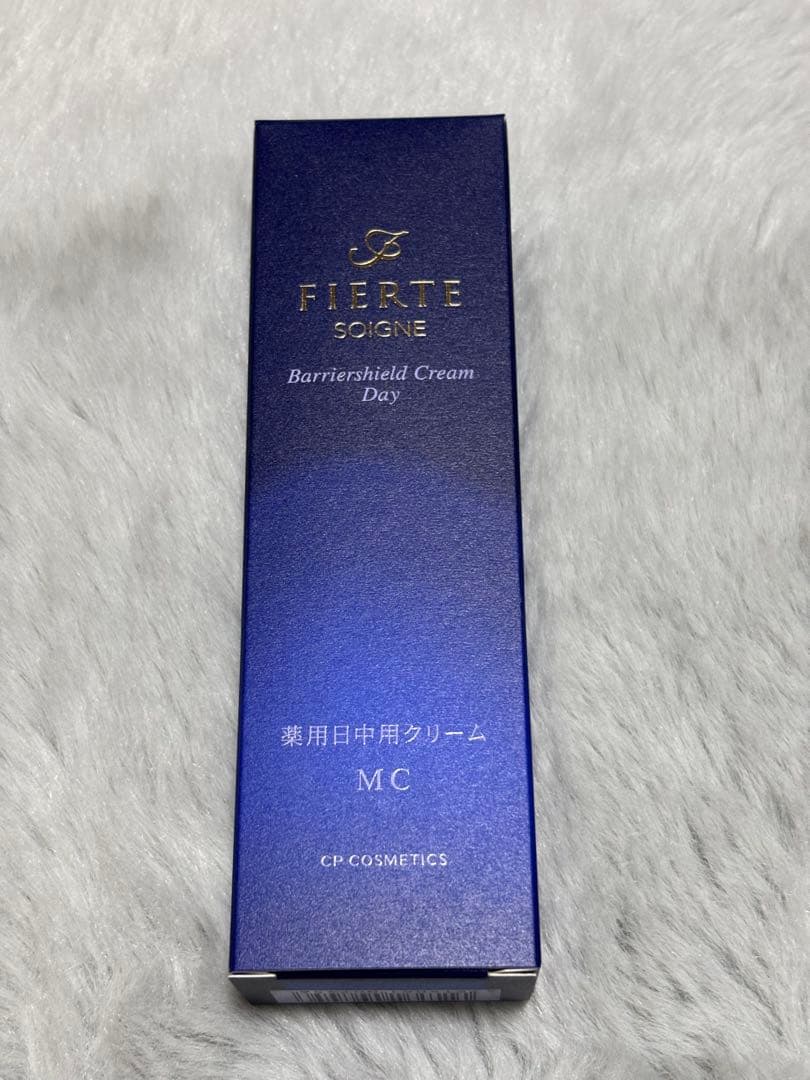 FIERTE
SOIGNE
Barriershield Cream
Day
薬用日中用クリーム
MC
CP COSMETICS